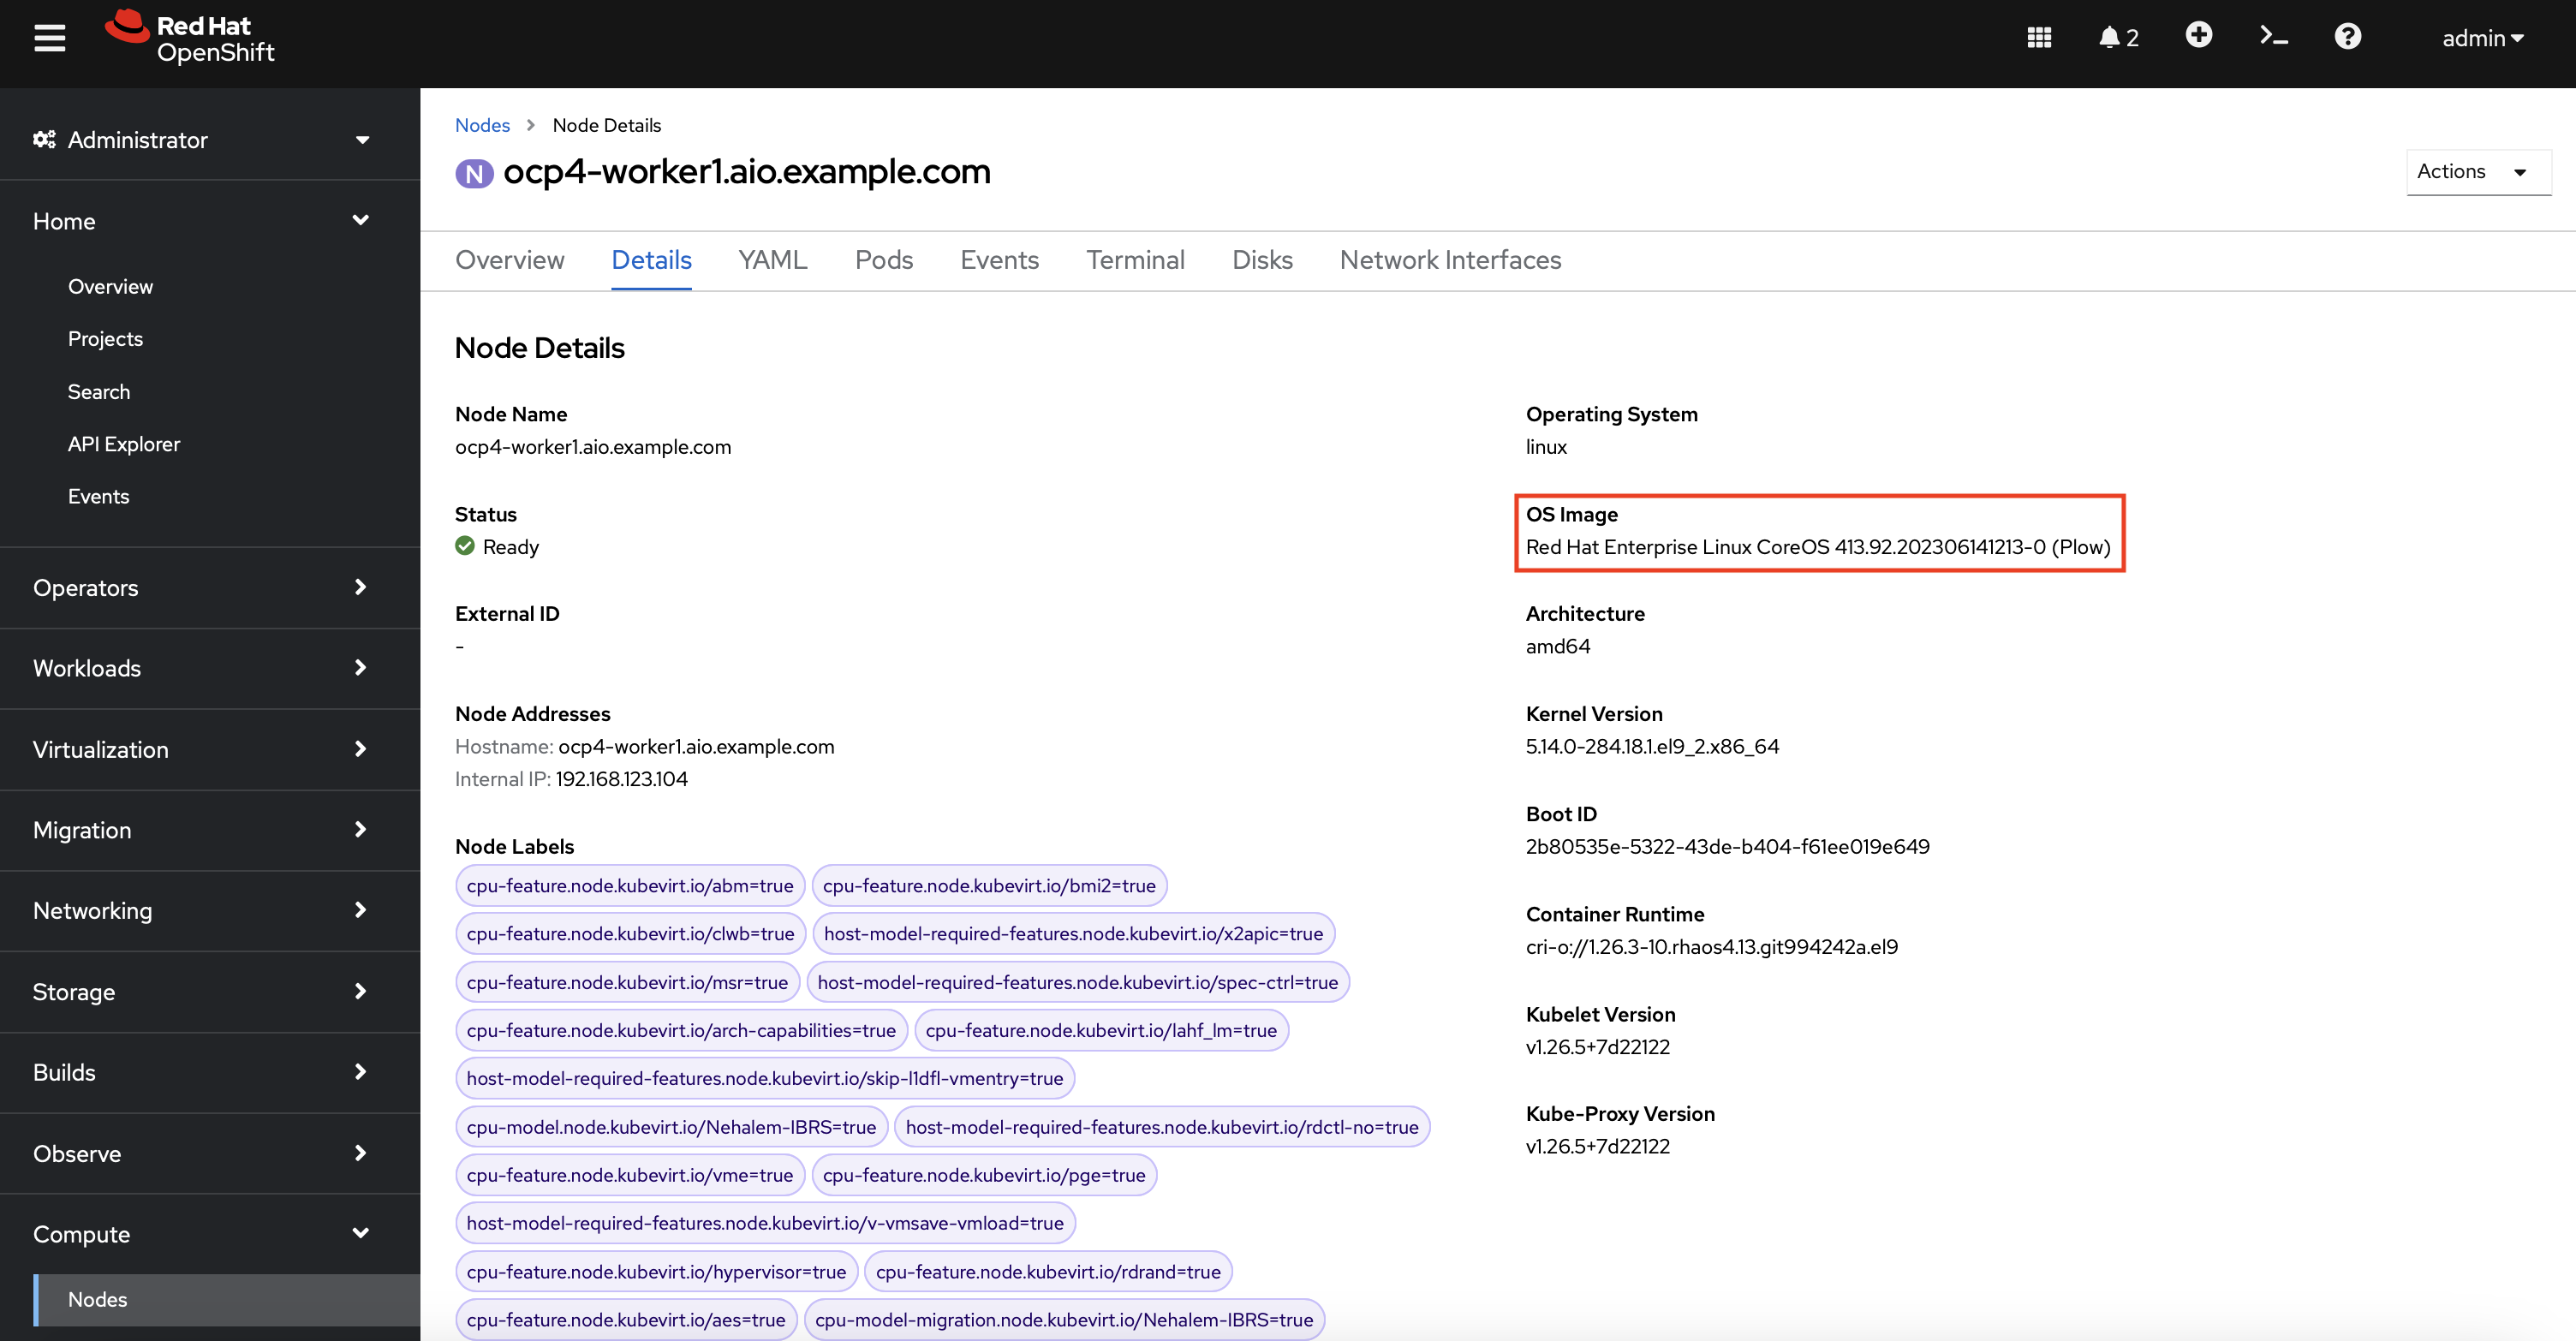 Red Hat
OpenShift
2
admin
Administrator
Home
Overview
Projects
Search
API Explorer
Events
Operators
Workloads
Virtualization
Migration
Networking
Storage
Builds
Observe
Compute
Nodes
Nodes > Node Details
N ocp4-worker1.aio.example.com
Actions
Overview Details YAML Pods Events Terminal Disks Network Interfaces
Node Details
Node Name
ocp4-worker1.aio.example.com
Status
Ready
External ID
-
Node Addresses
Hostname: ocp4-worker1.aio.example.com
Internal IP: 192.168.123.104
Node Labels
cpu-feature.node.kubevirt.io/abm=true cpu-feature.node.kubevirt.io/bmi2=true
cpu-feature.node.kubevirt.io/clwb=true host-model-required-features.node.kubevirt.io/x2apic=true
cpu-feature.node.kubevirt.io/msr=true host-model-required-features.node.kubevirt.io/spec-ctrl=true
cpu-feature.node.kubevirt.io/arch-capabilities=true cpu-feature.node.kubevirt.io/lahf_lm=true
host-model-required-features.node.kubevirt.io/skip-l1dfl-vmentry=true
cpu-model.node.kubevirt.io/Nehalem-IBRS=true host-model-required-features.node.kubevirt.io/rdctl-no=true
cpu-feature.node.kubevirt.io/vme=true cpu-feature.node.kubevirt.io/pge=true
host-model-required-features.node.kubevirt.io/v-vmsave-vmload=true
cpu-feature.node.kubevirt.io/hypervisor=true cpu-feature.node.kubevirt.io/rdrand=true
cpu-feature.node.kubevirt.io/aes=true cpu-model-migration.node.kubevirt.io/Nehalem-IBRS=true
Operating System
linux
OS Image
Red Hat Enterprise Linux CoreOS 413.92.202306141213-0 (Plow)
Architecture
amd64
Kernel Version
5.14.0-284.18.1.el9_2.x86_64
Boot ID
2b80535e-5322-43de-b404-f61ee019e649
Container Runtime
cri-o://1.26.3-10.rhaos4.13.git994242a.el9
Kubelet Version
v1.26.5+7d22122
Kube-Proxy Version
v1.26.5+7d22122